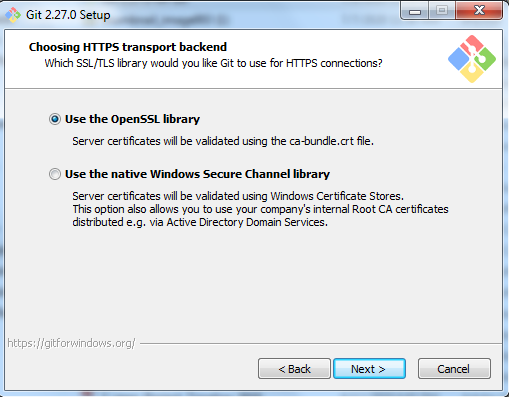 Git 2.27.0 Setup
Choosing HTTPS transport backend
Which SSL/TLS library would you like Git to use for HTTPS connections?
Use the OpenSSL library
Server certificates will be validated using the ca-bundle.crt file.
Use the native Windows Secure Channel library
Server certificates will be validated using Windows Certificate Stores.
This option also allows you to use your company's internal Root CA certificates
distributed e.g. via Active Directory Domain Services.
https://gitforwindows.org/
< Back
Next >
Cancel